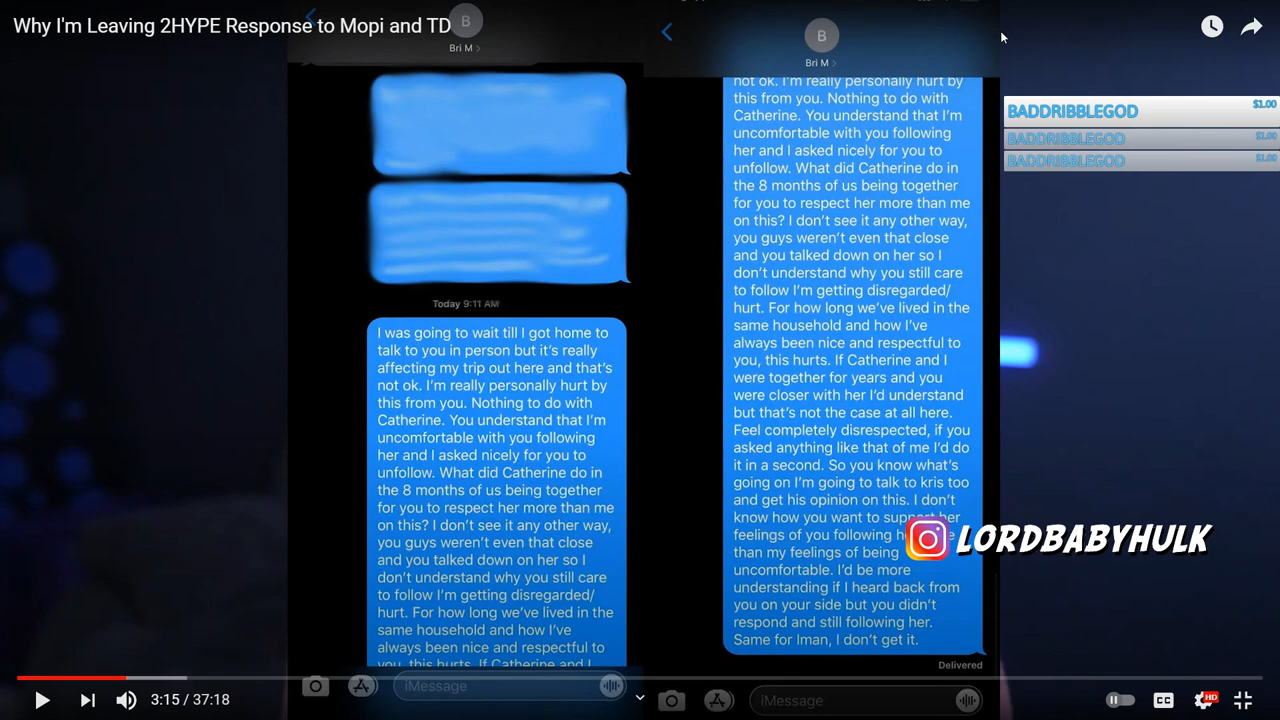 Why I'm Leaving 2HYPE Response to Mopi and TD
B
Bri M
Today 9:11 AM
I was going to wait till I got home to
talk to you in person but it's really
affecting my trip out here and that's
not ok. I'm really personally hurt by
this from you. Nothing to do with
Catherine. You understand that I'm
uncomfortable with you following
her and I asked nicely for you to
unfollow. What did Catherine do in
the 8 months of us being together
for you to respect her more than me
on this? I don't see it any other way,
you guys weren't even that close
and you talked down on her so I
don't understand why you still care
to follow I'm getting disregarded/
hurt. For how long we've lived in the
same household and how I've
always been nice and respectful to
you, this hurts. If Catherine and I
iMessage
B
Bri M
not ok. I'm really personally hurt by
this from you. Nothing to do with
Catherine. You understand that I'm
uncomfortable with you following
her and I asked nicely for you to
unfollow. What did Catherine do in
the 8 months of us being together
for you to respect her more than me
on this? I don't see it any other way,
you guys weren't even that close
and you talked down on her so I
don't understand why you still care
to follow I'm getting disregarded/
hurt. For how long we've lived in the
same household and how I've
always been nice and respectful to
you, this hurts. If Catherine and I
were together for years and you
were closer with her I'd understand
but that's not the case at all here.
Feel completely disrespected, if you
asked anything like that of me I'd do
it in a second. So you know what's
going on I'm going to talk to kris too
and get his opinion on this. I don't
know how you want to support her
feelings of you following
than my feelings of being
uncomfortable. I'd be more
understanding if I heard back from
you on your side but you didn't
respond and still following her.
Same for Iman, I don't get it.
Delivered
iMessage
BADDRIBBLEGOD $1.00
BADDRIBBLEGOD $1.00
BADDRIBBLEGOD $1.00
LORDBABYHULK
3:15 / 37:18
CC
HD